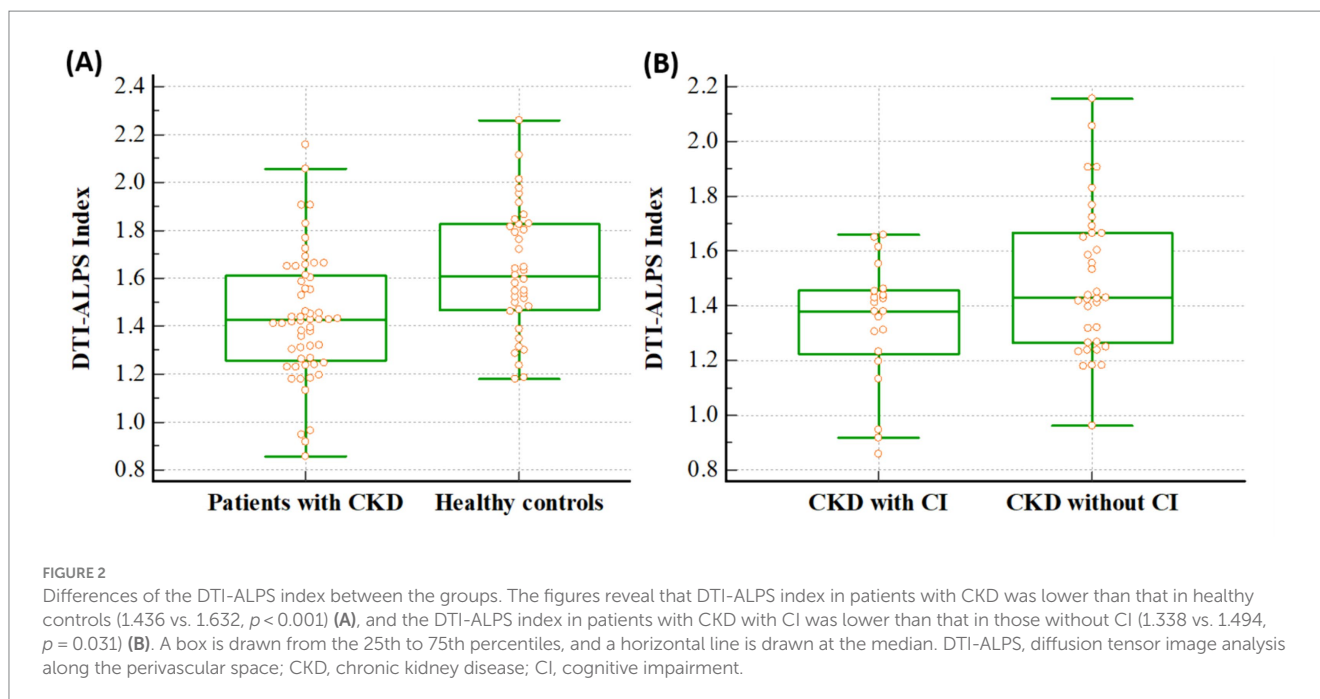 (A)
2.4
2.2
2.0
1.8
1.6
1.4
1.2
1.0
0.8
DTI-ALPS Index
Patients with CKD
Healthy controls
(B)
2.2
2.0
1.8
1.6
1.4
1.2
1.0
0.8
DTI-ALPS Index
CKD with CI
CKD without CI
FIGURE 2
Differences of the DTI-ALPS index between the groups. The figures reveal that DTI-ALPS index in patients with CKD was lower than that in healthy
controls (1.436 vs. 1.632, p < 0.001) (A), and the DTI-ALPS index in patients with CKD with CI was lower than that in those without CI (1.338 vs. 1.494,
p = 0.031) (B). A box is drawn from the 25th to 75th percentiles, and a horizontal line is drawn at the median. DTI-ALPS, diffusion tensor image analysis
along the perivascular space; CKD, chronic kidney disease; CI, cognitive impairment.